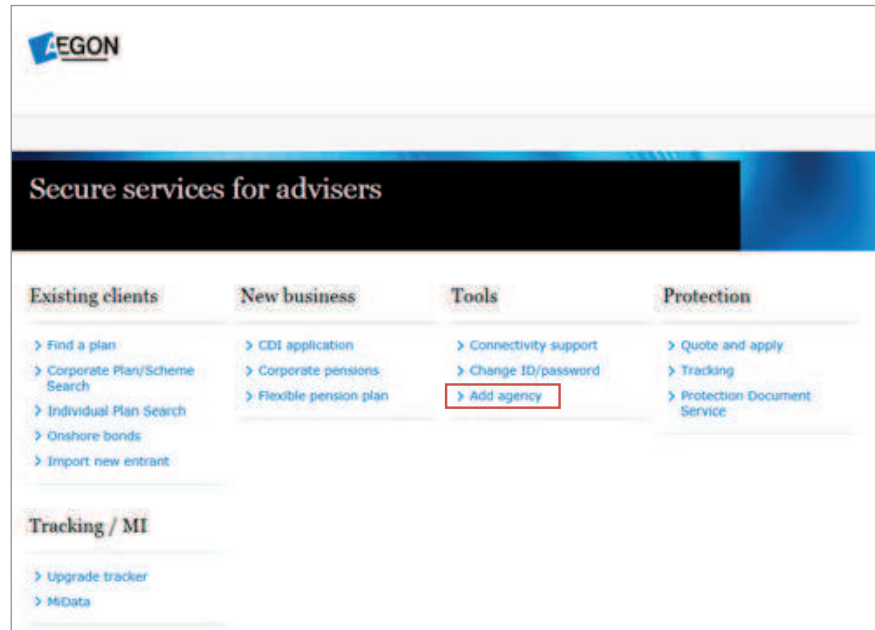 AEGON
Secure services for advisers
Existing clients
Find a plan
Corporate Plan/Scheme
Search
Individual Plan Search
Onshore bonds
Import new entrant
New business
CDI application
Corporate pensions
Flexible pension plan
Tools
Connectivity support
Change ID/password
Add agency
Protection
Quote and apply
Tracking
Protection Document
Service
Tracking / MI
Upgrade tracker
MiData